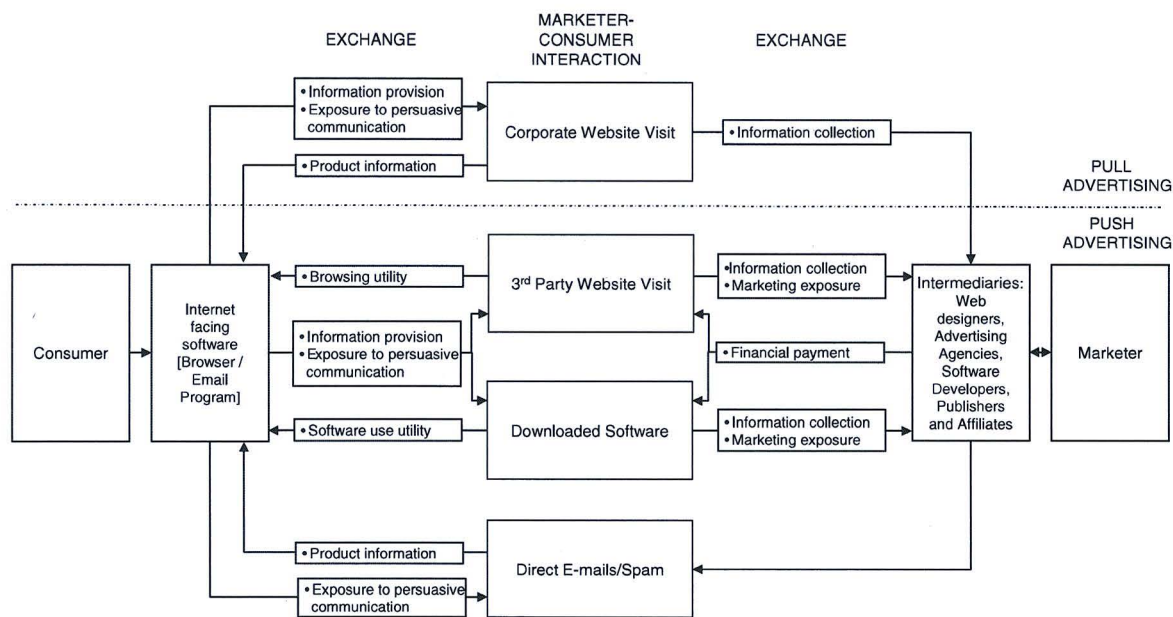 EXCHANGE
MARKETER-
CONSUMER
INTERACTION
EXCHANGE
• Information provision
• Exposure to persuasive
communication
Corporate Website Visit
• Information collection
• Product information
PULL
ADVERTISING
PUSH
ADVERTISING
Consumer
Internet
facing
software
[Browser /
Email
Program]
• Browsing utility
3rd Party Website Visit
•Information collection
• Marketing exposure
• Information provision
• Exposure to persuasive
communication
• Financial payment
• Software use utility
Downloaded Software
• Information collection
• Marketing exposure
Intermediaries:
Web
designers,
Advertising
Agencies,
Software
Developers,
Publishers
and Affiliates
Marketer
• Product information
Direct E-mails/Spam
• Exposure to persuasive
communication